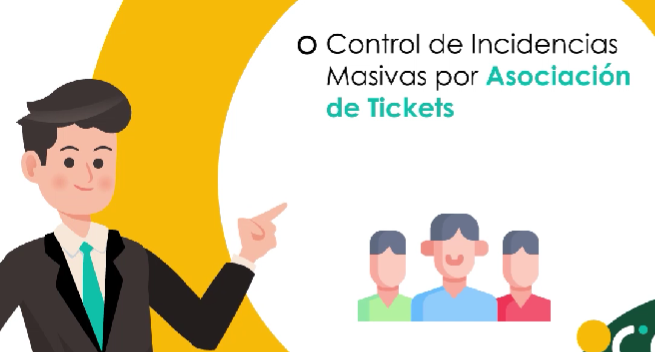 Control de Incidencias
Masivas por Asociación
de Tickets